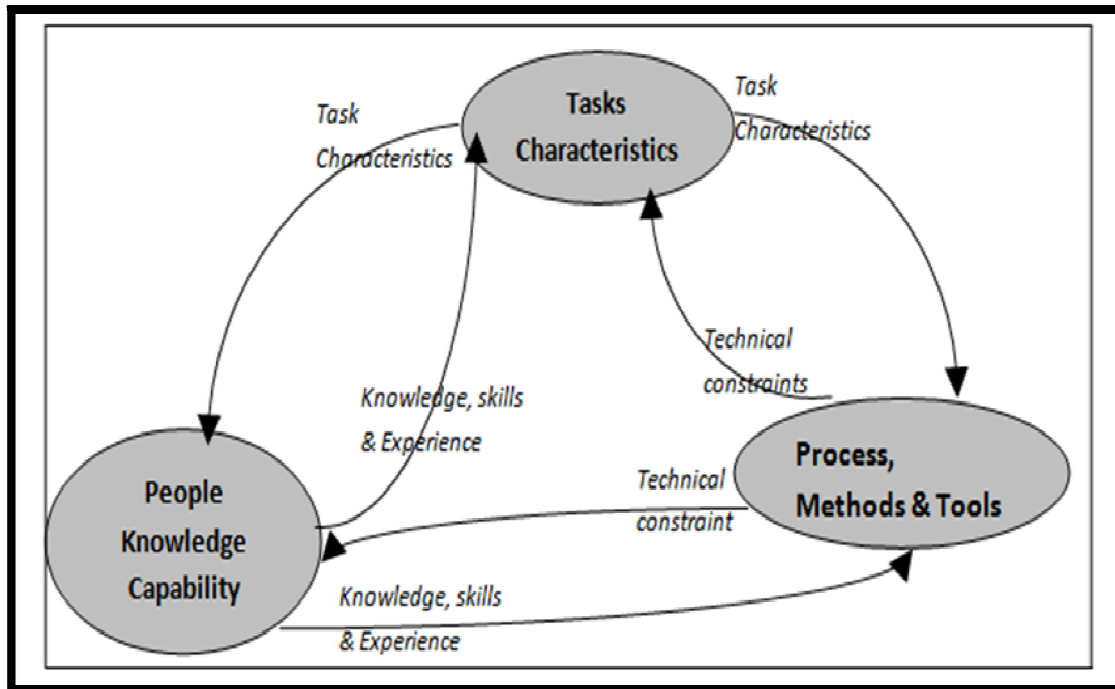 Tasks
Characteristics
Task
Characteristics
Task
Characteristics
Knowledge, skills
& Experience
Technical
constraints
People
Knowledge
Capability
Technical
constraint
Process,
Methods & Tools
Knowledge, skills
& Experience